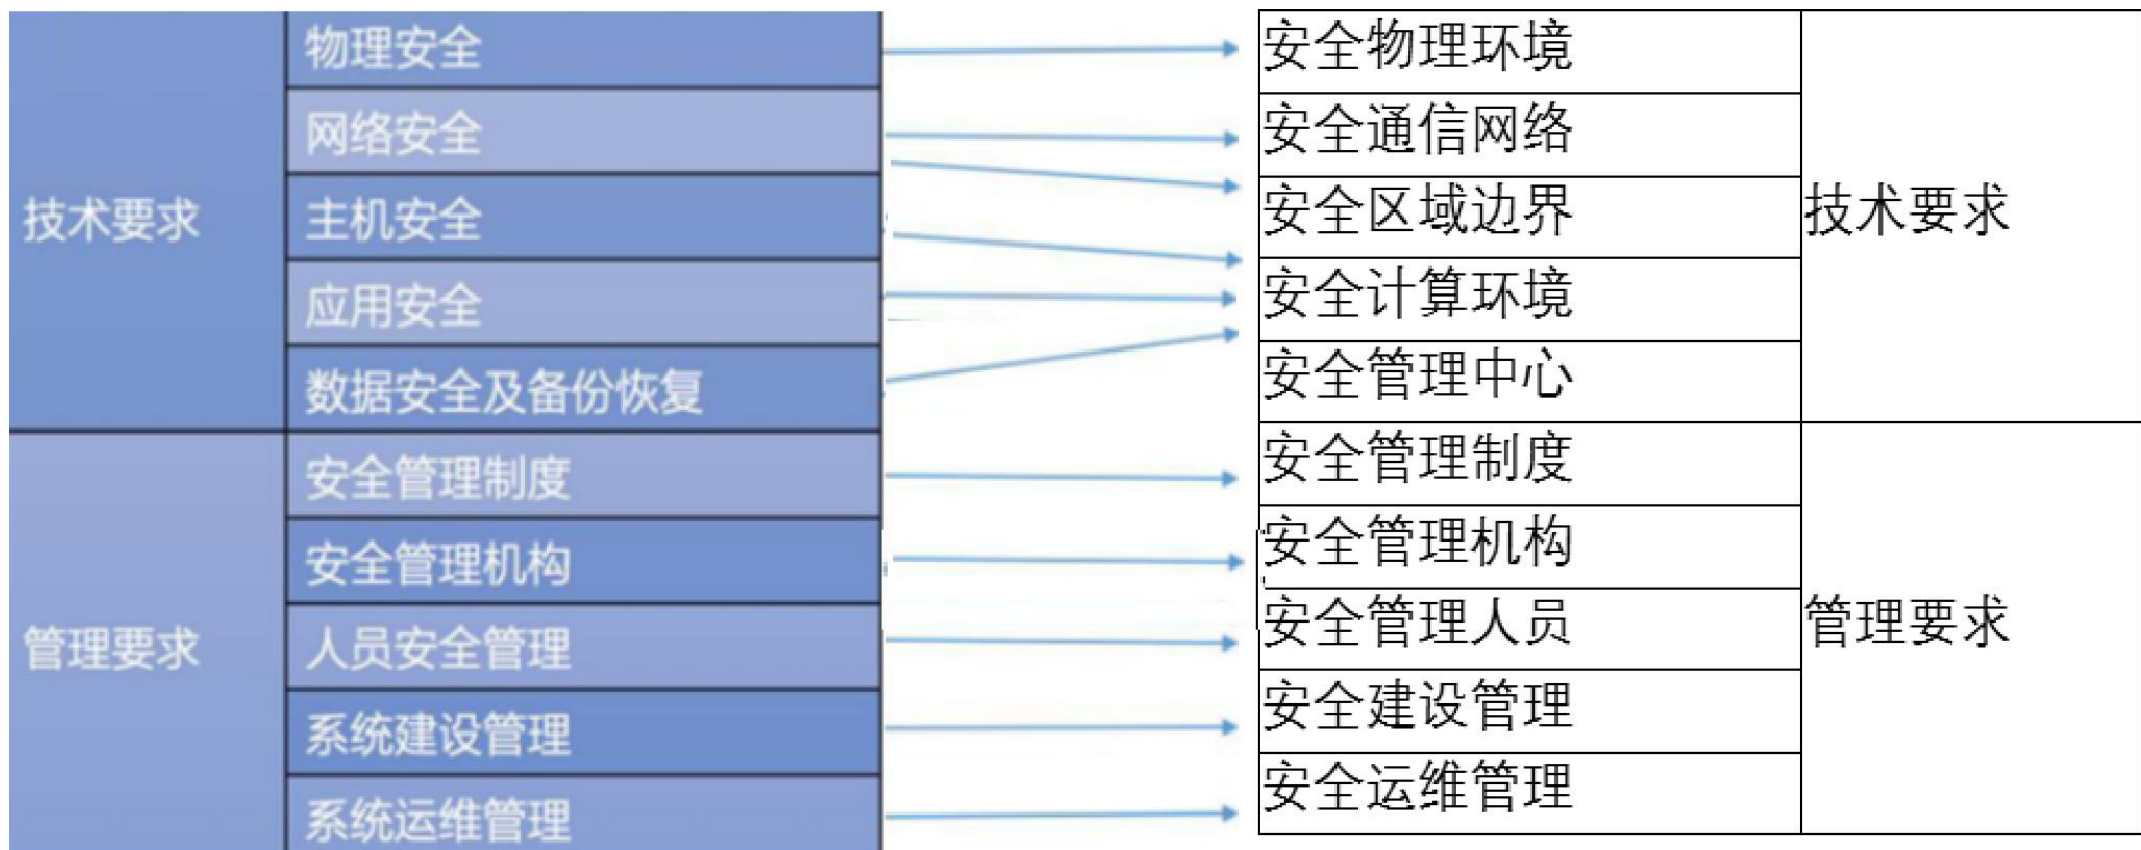 技术要求
物理安全
网络安全
主机安全
应用安全
数据安全及备份恢复
管理要求
安全管理制度
安全管理机构
人员安全管理
系统建设管理
系统运维管理
安全物理环境
安全通信网络
安全区域边界
安全计算环境
安全管理中心
技术要求
安全管理制度
安全管理机构
安全管理人员
安全建设管理
安全运维管理
管理要求